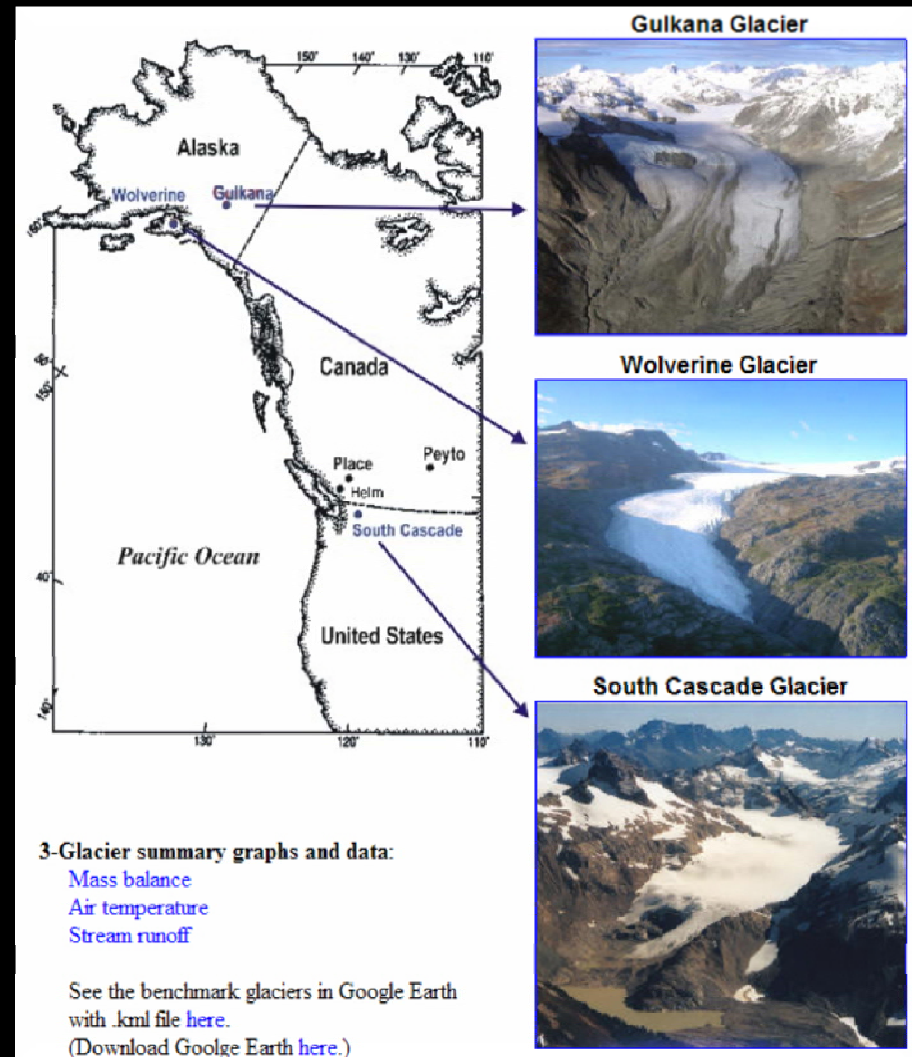 Gulkana Glacier
150° 140° 130° 110°
Alaska
Wolverine
Gulkana
Wolverine Glacier
Canada
Place
Peyto
Helm
South Cascade
Pacific Ocean
40°
United States
South Cascade Glacier
130° 120° 110°
3-Glacier summary graphs and data:
Mass balance
Air temperature
Stream runoff
See the benchmark glaciers in Google Earth
with .kml file here.
(Download Goolge Earth here.)